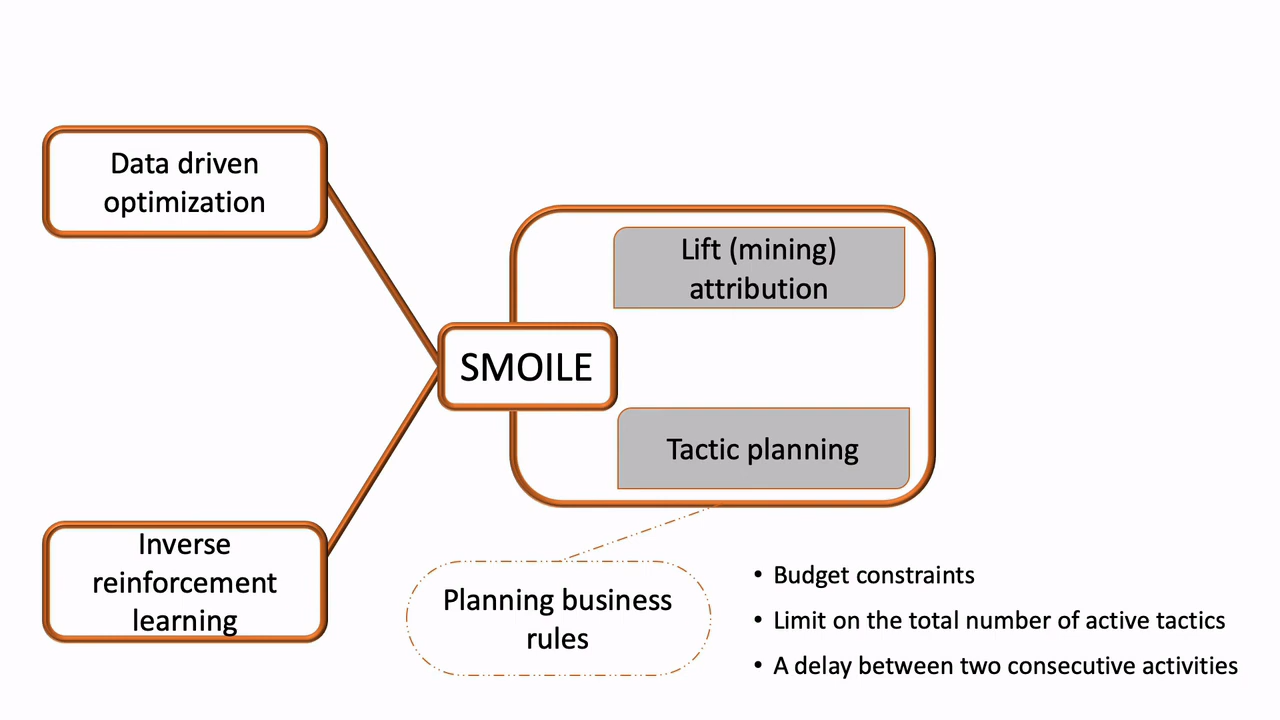 Data driven
optimization
Lift (mining)
attribution
SMOILE
Tactic planning
Inverse
reinforcement
learning
Planning business
rules
• Budget constraints
• Limit on the total number of active tactics
• A delay between two consecutive activities